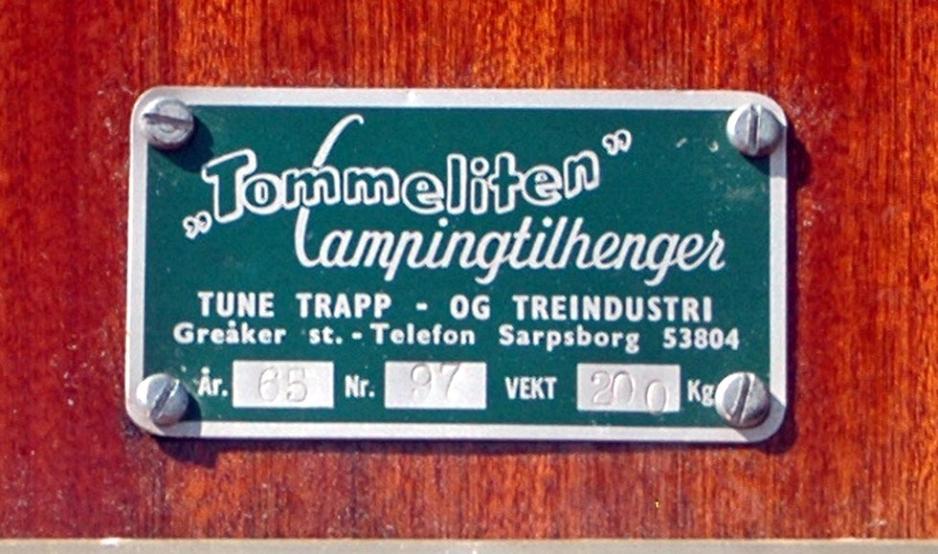 „Tommeliten”
Campingtilhenger
TUNE TRAPP - OG TREINDUSTRI
Greåker st. - Telefon Sarpsborg 53804
År. 65 Nr. 97 VEKT 200 Kg.